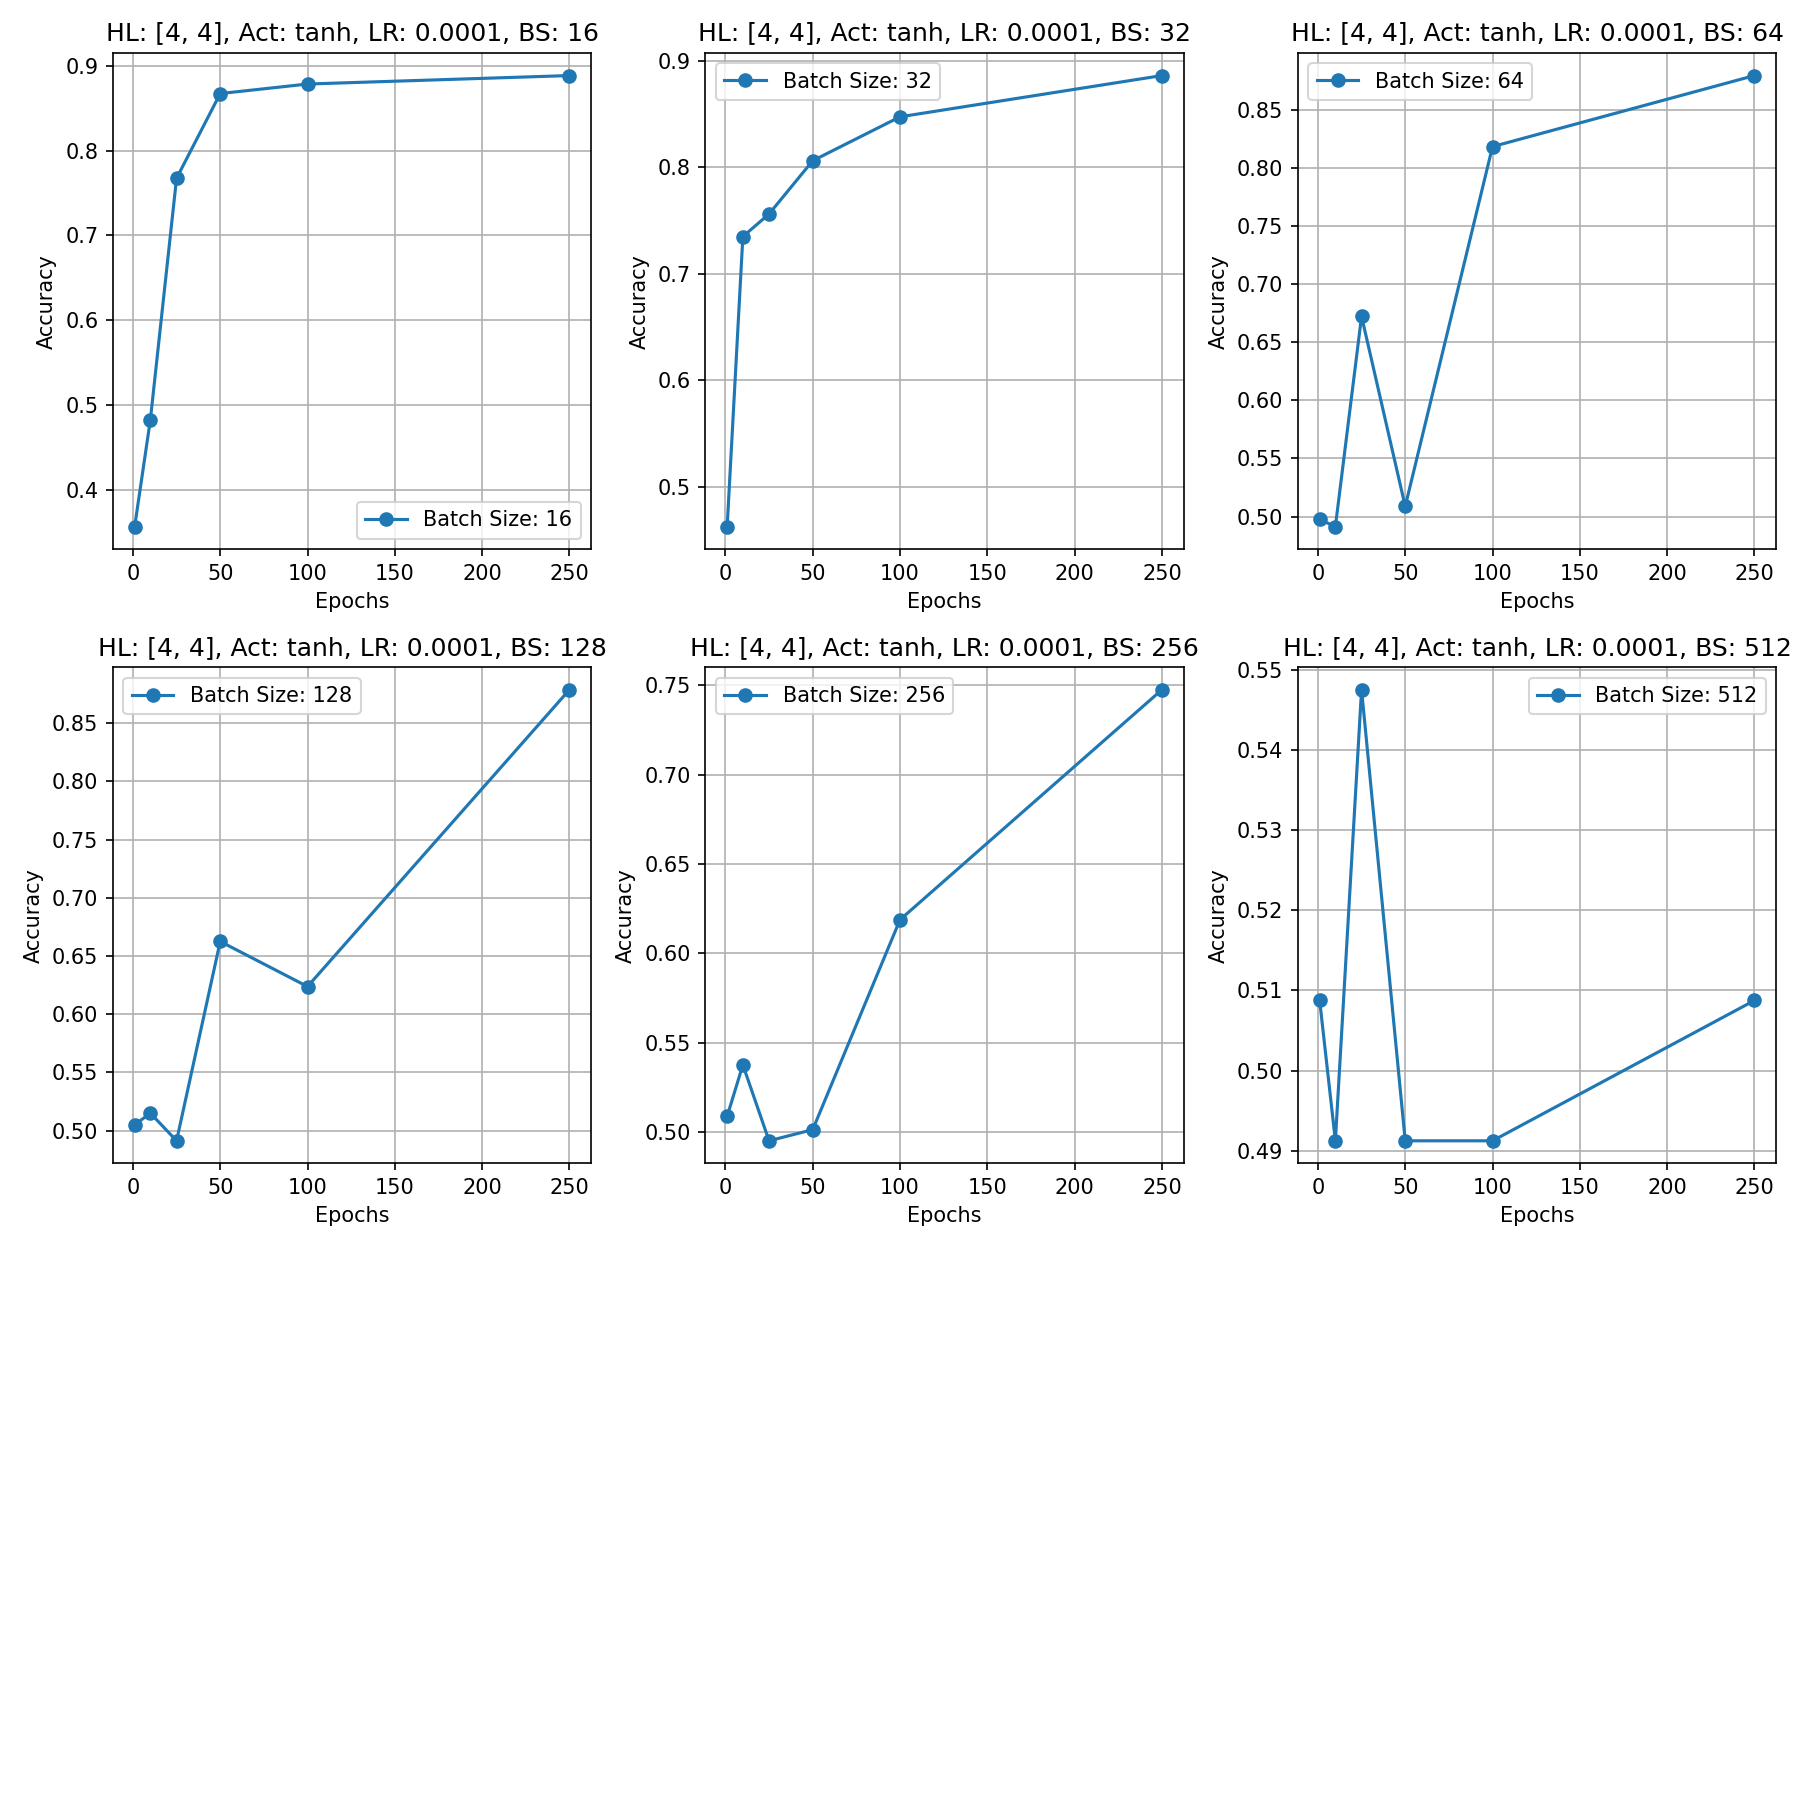 HL: [4, 4], Act: tanh, LR: 0.0001, BS: 16
0.9
0.8
0.7
0.6
0.5
0.4
Accuracy
Batch Size: 16
0 50 100 150 200 250
Epochs
HL: [4, 4], Act: tanh, LR: 0.0001, BS: 32
0.9
0.8
0.7
0.6
0.5
Accuracy
Batch Size: 32
0 50 100 150 200 250
Epochs
HL: [4, 4], Act: tanh, LR: 0.0001, BS: 64
0.85
0.80
0.75
0.70
0.65
0.60
0.55
0.50
Accuracy
Batch Size: 64
0 50 100 150 200 250
Epochs
HL: [4, 4], Act: tanh, LR: 0.0001, BS: 128
0.85
0.80
0.75
0.70
0.65
0.60
0.55
0.50
Accuracy
Batch Size: 128
0 50 100 150 200 250
Epochs
HL: [4, 4], Act: tanh, LR: 0.0001, BS: 256
0.75
0.70
0.65
0.60
0.55
0.50
Accuracy
Batch Size: 256
0 50 100 150 200 250
Epochs
HL: [4, 4], Act: tanh, LR: 0.0001, BS: 512
0.55
0.54
0.53
0.52
0.51
0.50
0.49
Accuracy
Batch Size: 512
0 50 100 150 200 250
Epochs